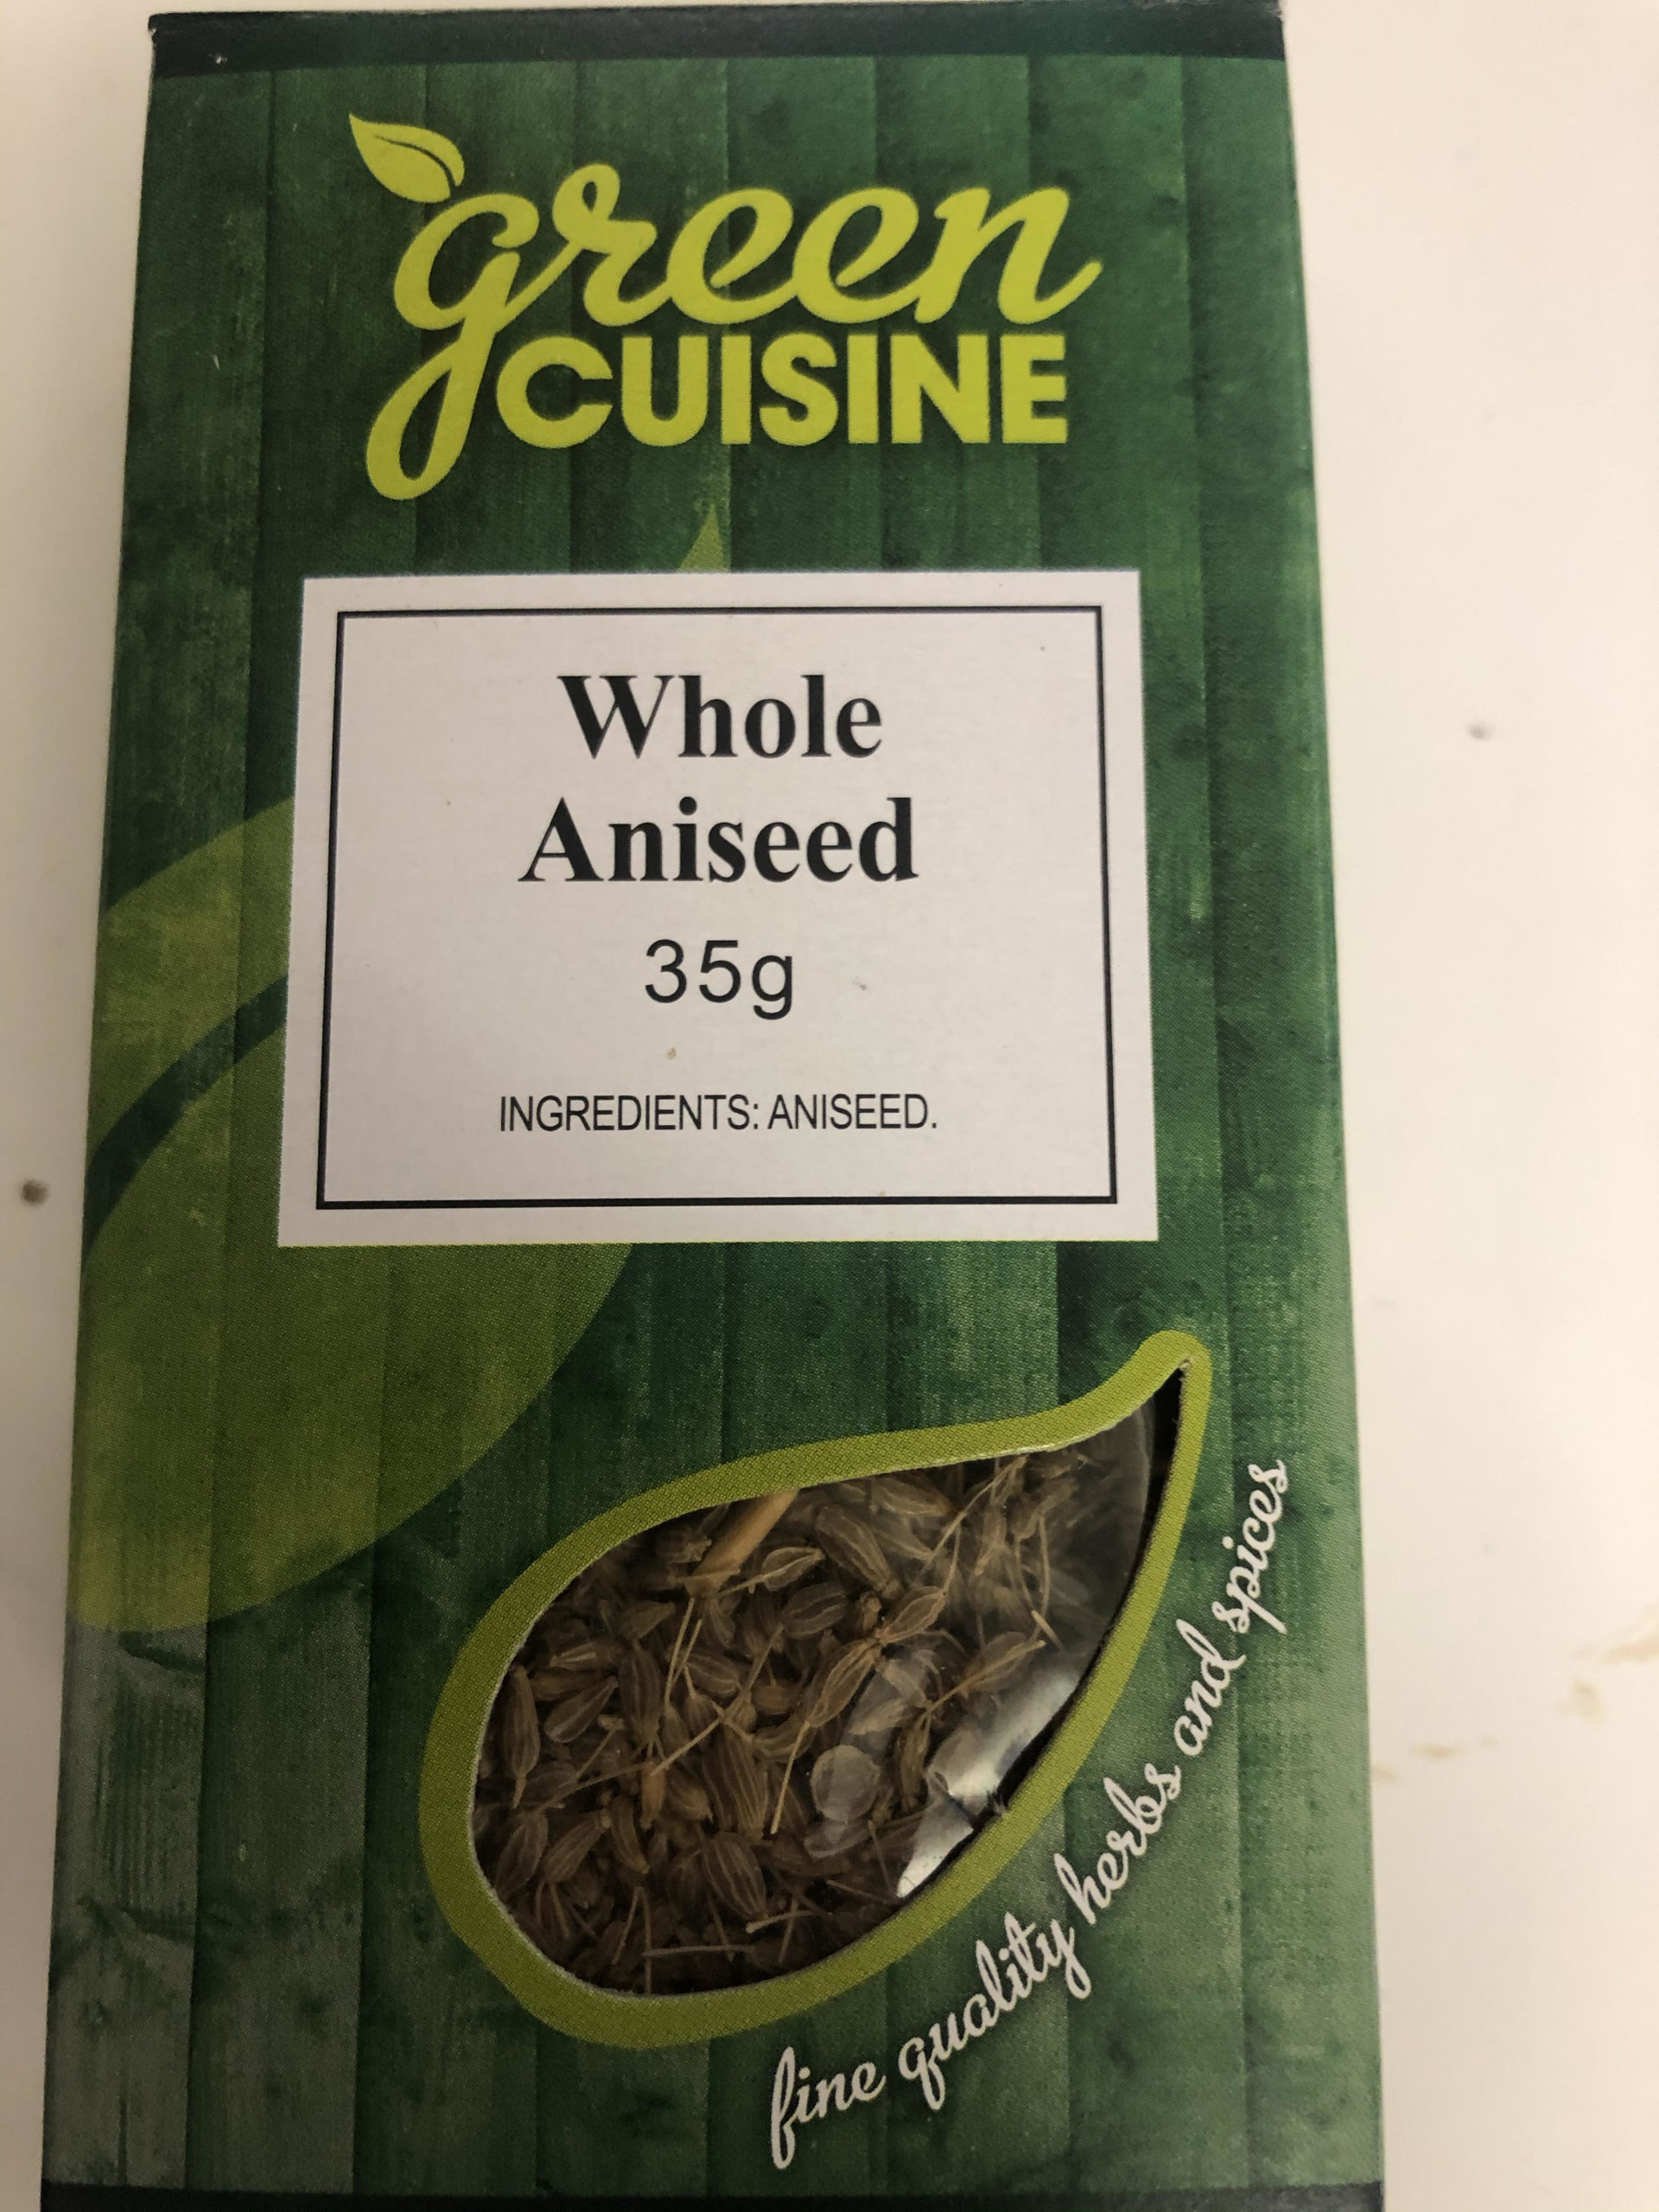 green
CUISINE
Whole
Aniseed
35g
INGREDIENTS: ANISEED.
fine quality herbs and spices